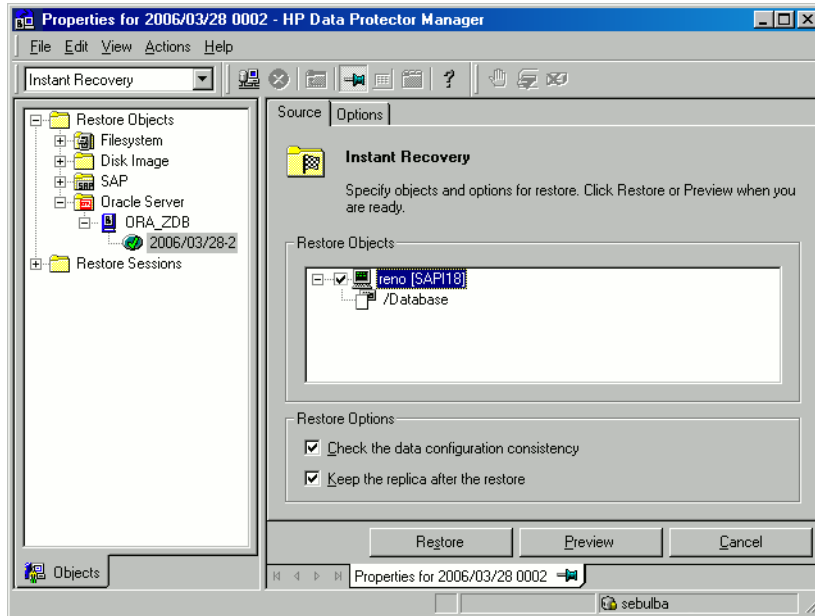 Properties for 2006/03/28 0002 - HP Data Protector Manager
File Edit View Actions Help
Instant Recovery
Restore Objects
Filesystem
Disk Image
SAP
Oracle Server
ORA_ZDB
2006/03/28-2
Restore Sessions
Objects
Source Options
Instant Recovery
Specify objects and options for restore. Click Restore or Preview when you
are ready.
Restore Objects
reno [SAPI18]
/Database
Restore Options
Check the data configuration consistency
Keep the replica after the restore
Restore Preview Cancel
Properties for 2006/03/28 0002
sebulba